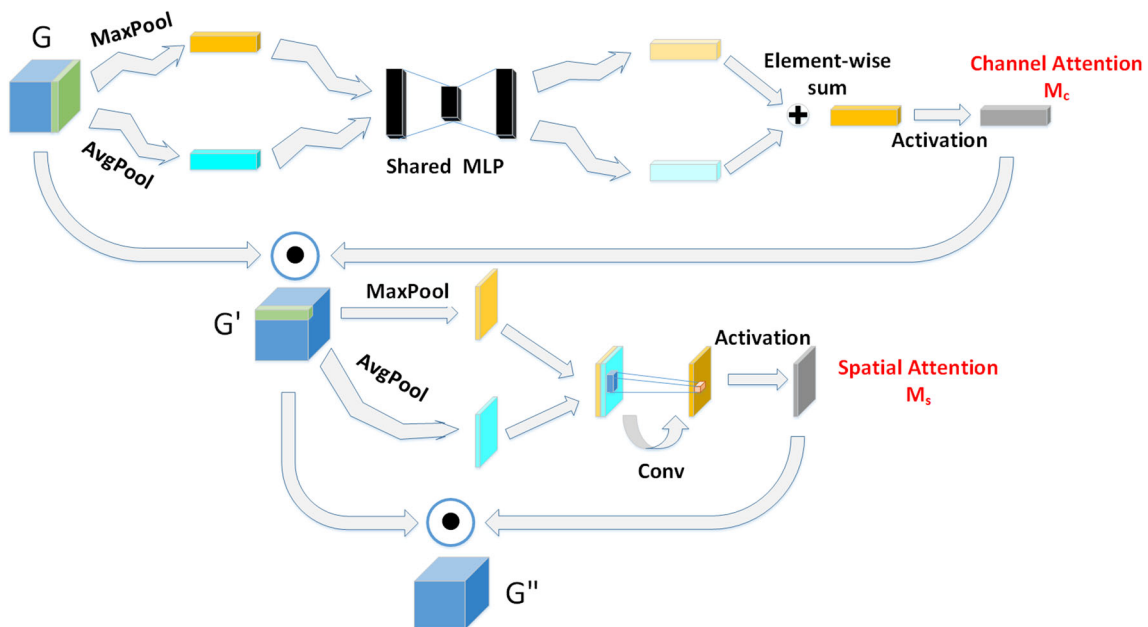 G
MaxPool
AvgPool
Shared MLP
Element-wise
sum
Activation
Channel Attention
Mc
G'
MaxPool
AvgPool
Conv
Activation
Spatial Attention
Ms
G''